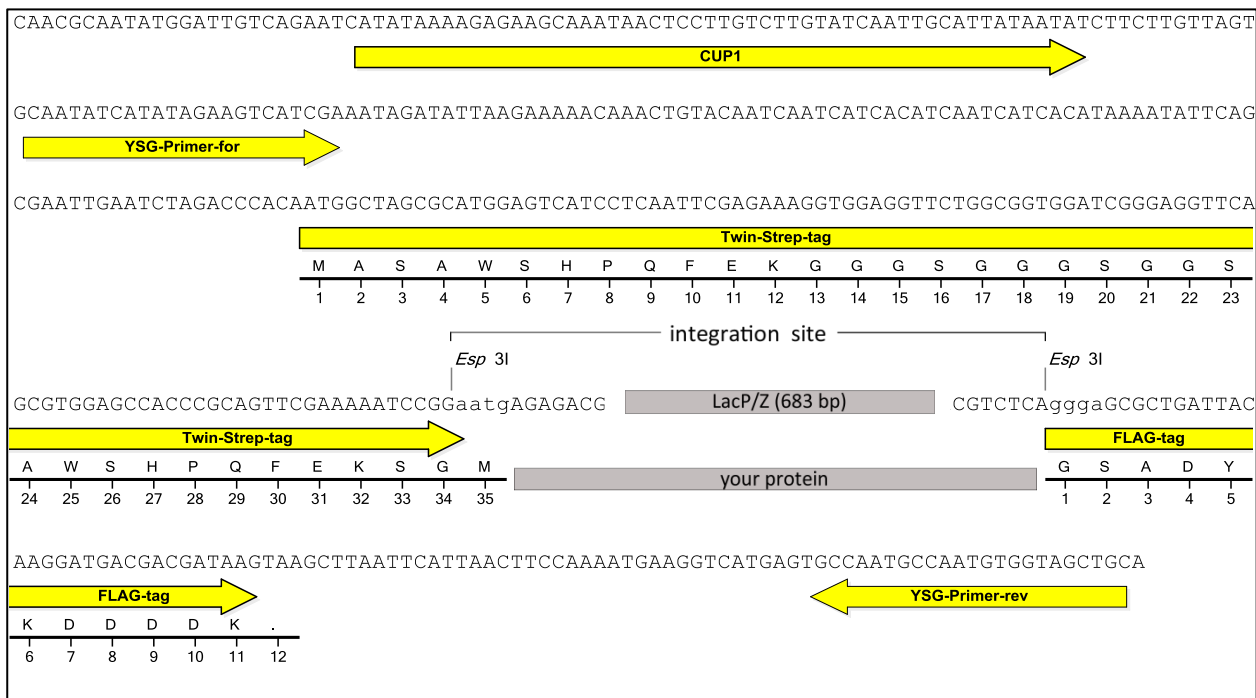 CAACGCAATATGGATTGTCAGAATCATATAAAAGAGAAGCAAATAACTCCTTGTCTTGTATCAATTGCATTATAATATCTTCTTGTTAGT
CUP1
GCAATATCATATAGAAGTCATCGAAATAGATATTAAGAAAAACAAACTGTACAATCAATCATCACATCAATCATCACATAAAATATTCAG
YSG-Primer-for
CGAATTGAATCTAGACCCACAATGGCTAGCGCATGGAGTCATCCTCAATTCGAGAAAGGTGGAGGTTCTGGCGGTGGATCGGGAGGTTCA
Twin-Strep-tag
M A S A W S H P Q F E K G G G S G G G S G G S
1 2 3 4 5 6 7 8 9 10 11 12 13 14 15 16 17 18 19 20 21 22 23
integration site
Esp 3I Esp 3I
GCGTGGAGCCACCCGCAGTTCGAAAAATCCGGaatgAGAGACG LacP/Z (683 bp) CGTCTCAgggaGCGCTGATTAC
Twin-Strep-tag FLAG-tag
A W S H P Q F E K S G M your protein G S A D Y
24 25 26 27 28 29 30 31 32 33 34 35 1 2 3 4 5
AAGGATGACGACGATAAGTAAGCTTAATTCATTAACTTCCAAAATGAAGGTCATGAGTGCCAATGCCAATGTGGTAGCTGCA
FLAG-tag YSG-Primer-rev
K D D D D K .
6 7 8 9 10 11 12